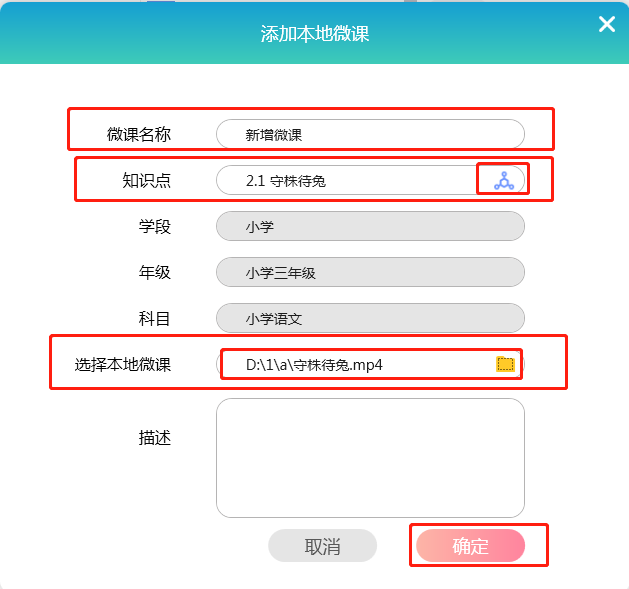 添加本地微课
微课名称 新增微课
知识点 2.1 守株待兔
学段 小学
年级 小学三年级
科目 小学语文
选择本地微课 D:\1\a\守株待兔.mp4
描述
取消 确定